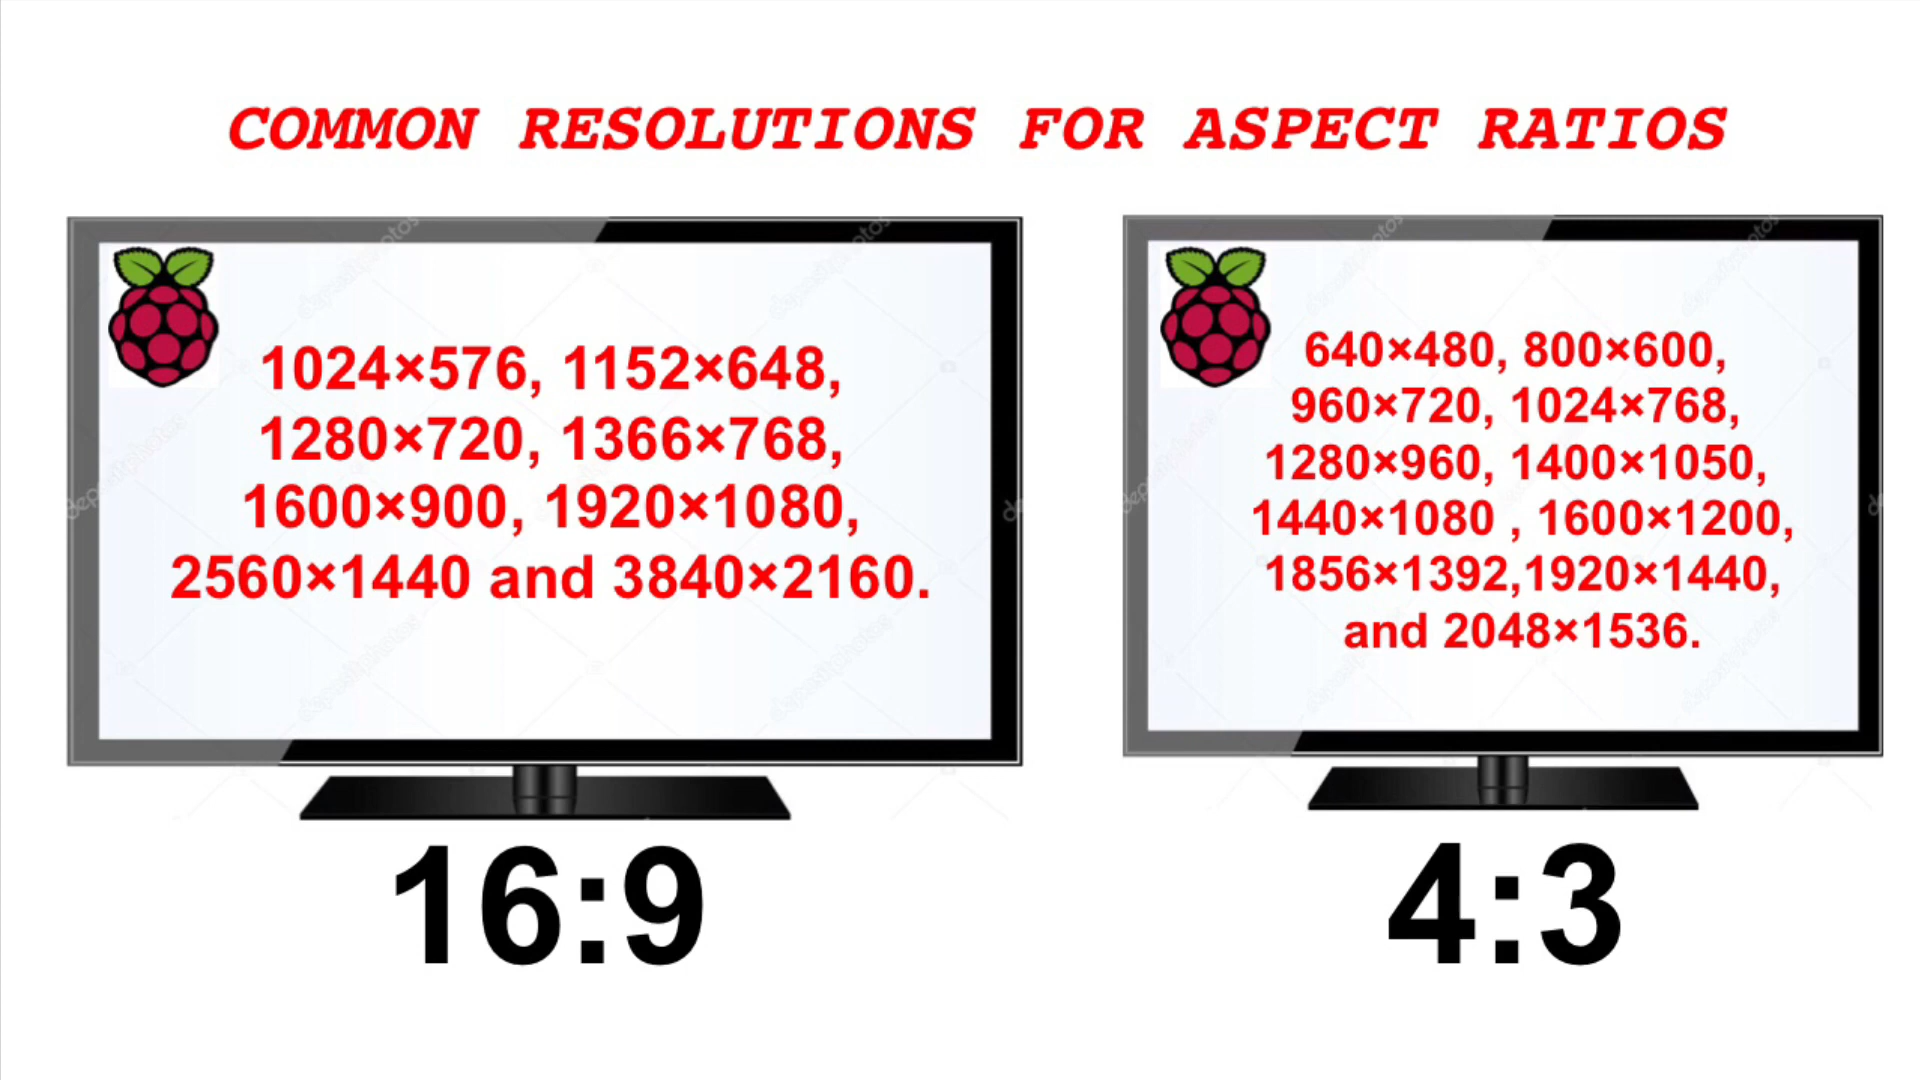 COMMON RESOLUTIONS FOR ASPECT RATIOS
1024×576, 1152×648,
1280×720, 1366×768,
1600×900, 1920×1080,
2560×1440 and 3840×2160.
16:9
640×480, 800×600,
960×720, 1024×768,
1280×960, 1400×1050,
1440×1080 , 1600×1200,
1856×1392,1920×1440,
and 2048×1536.
4:3
depositphotos